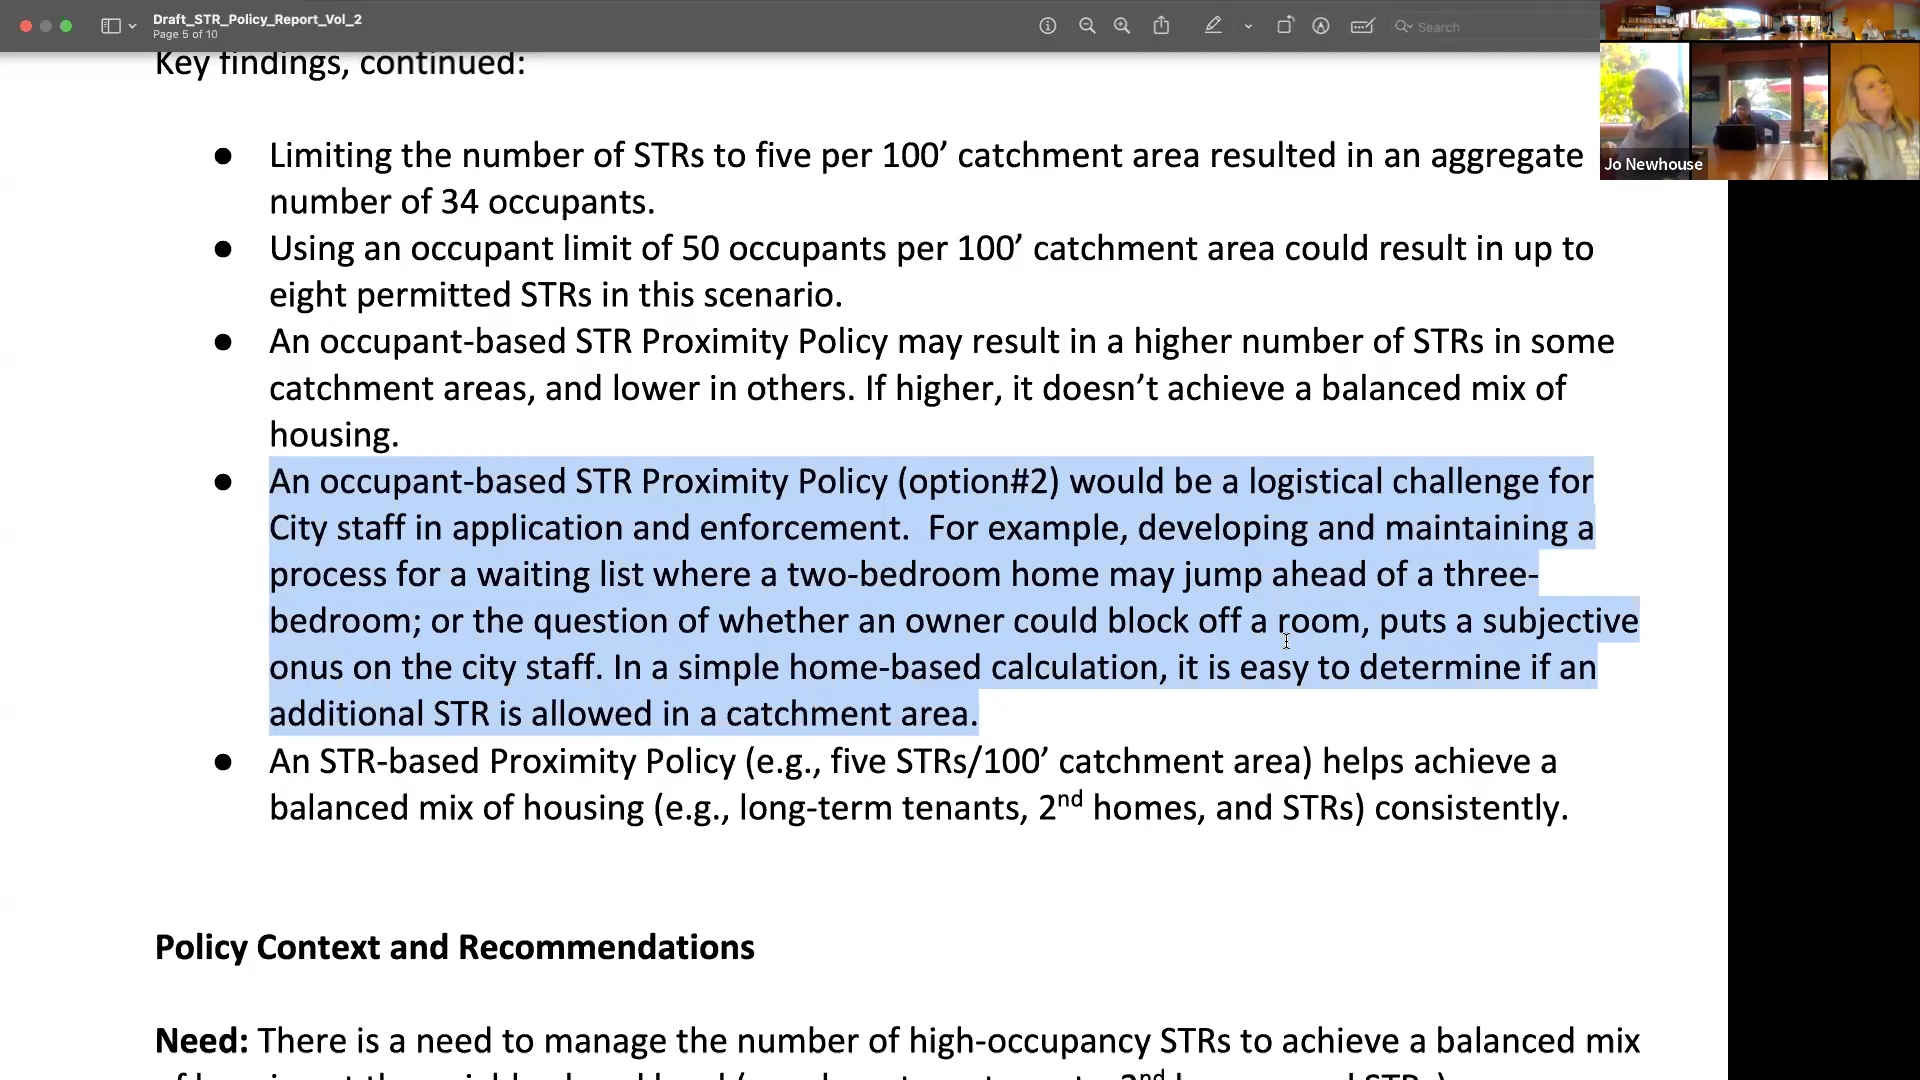 Draft_STR_Policy_Report_Vol_2
Page 5 of 10
Search
Jo Newhouse
Key findings, continued:
● Limiting the number of STRs to five per 100’ catchment area resulted in an aggregate
number of 34 occupants.
● Using an occupant limit of 50 occupants per 100’ catchment area could result in up to
eight permitted STRs in this scenario.
● An occupant-based STR Proximity Policy may result in a higher number of STRs in some
catchment areas, and lower in others. If higher, it doesn’t achieve a balanced mix of
housing.
● An occupant-based STR Proximity Policy (option#2) would be a logistical challenge for
City staff in application and enforcement.  For example, developing and maintaining a
process for a waiting list where a two-bedroom home may jump ahead of a three-
bedroom; or the question of whether an owner could block off a room, puts a subjective
onus on the city staff. In a simple home-based calculation, it is easy to determine if an
additional STR is allowed in a catchment area.
● An STR-based Proximity Policy (e.g., five STRs/100’ catchment area) helps achieve a
balanced mix of housing (e.g., long-term tenants, 2nd homes, and STRs) consistently.
Policy Context and Recommendations
Need: There is a need to manage the number of high-occupancy STRs to achieve a balanced mix